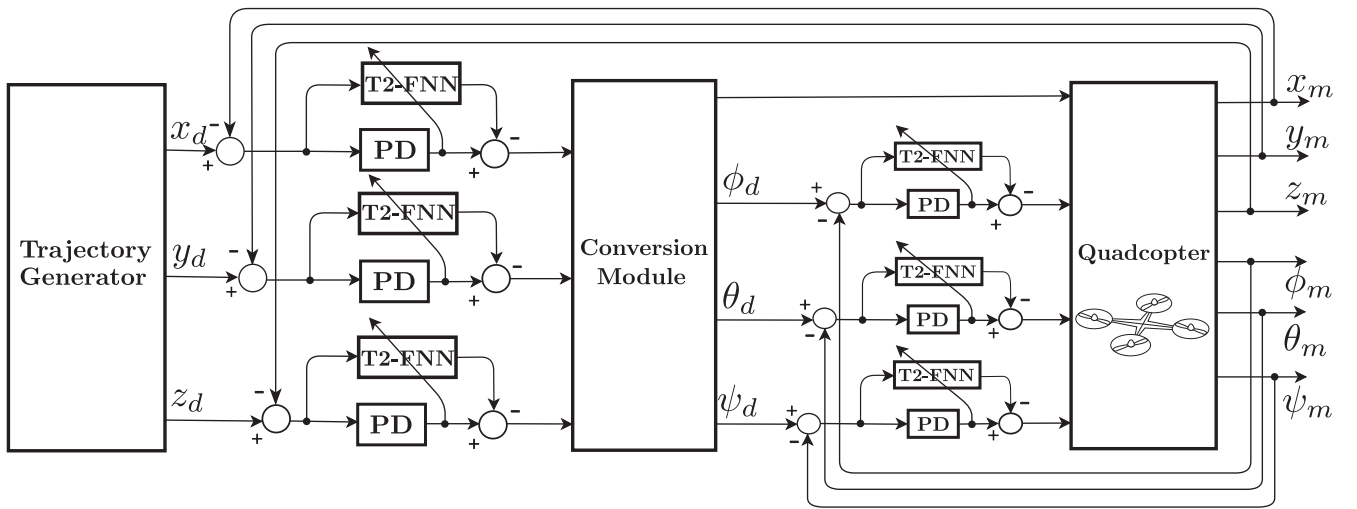 Trajectory
Generator
x_d
y_d
z_d
-
+
-
+
-
+
T2-FNN
PD
-
+
T2-FNN
PD
-
+
T2-FNN
PD
-
+
Conversion
Module
ϕ_d
θ_d
ψ_d
+
-
+
-
+
-
T2-FNN
PD
-
+
T2-FNN
PD
-
+
T2-FNN
PD
-
+
Quadcopter
x_m
y_m
z_m
ϕ_m
θ_m
ψ_m